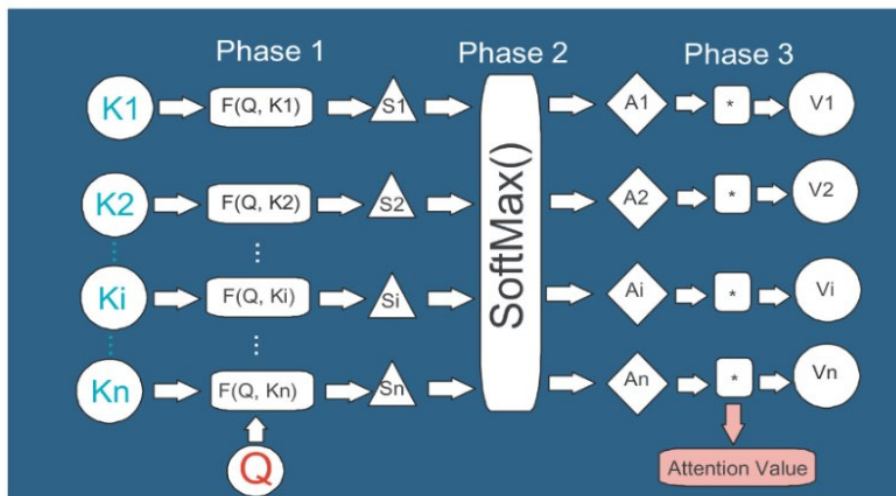 Phase 1 Phase 2 Phase 3
K1 F(Q, K1) S1 A1 * V1
K2 F(Q, K2) S2 A2 * V2
Ki F(Q, Ki) Si Ai * Vi
Kn F(Q, Kn) Sn An * Vn
SoftMax()
Q
Attention Value